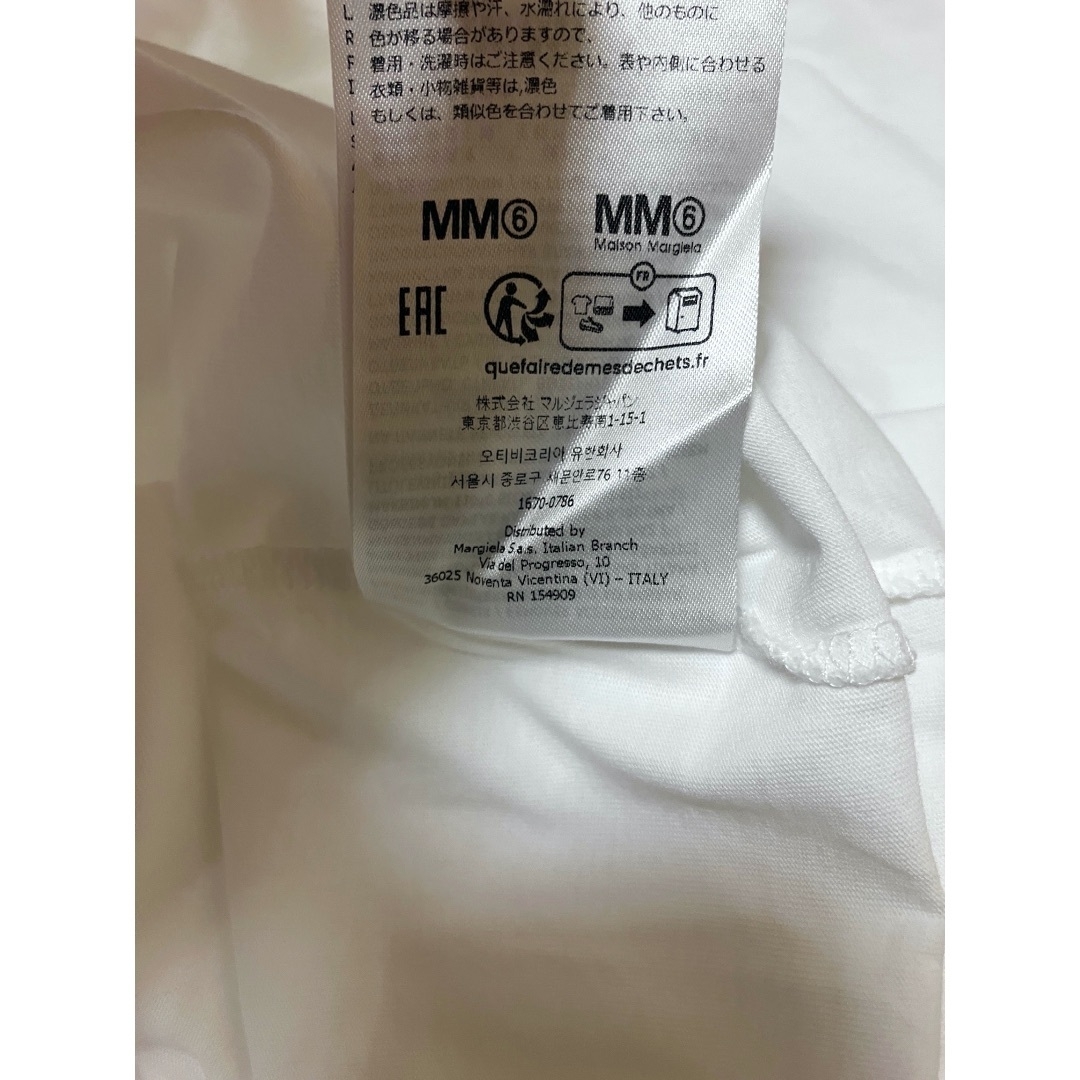 L 濃色品は摩擦や汗、水濡れにより、他のものに
R 色が移る場合がありますので、
F 着用・洗濯時はご注意ください。表や内側に合わせる
I 衣類・小物雑貨等は,濃色
もしくは、類似色を合わせてご着用下さい。
MM⑥ MM⑥
Maison Margiela
FR
EAC
quefairedemesdechets.fr
株式会社 マルジェラジャパン
東京都渋谷区恵比寿南1-15-1
오티비코리아 유한회사
서울시 종로구 새문안로76 11층
1670-0786
Distributed by
Margiela S.a.s. Italian Branch
Via del Progresso, 10
36025 Noventa Vicentina (VI) – ITALY
RN 154909